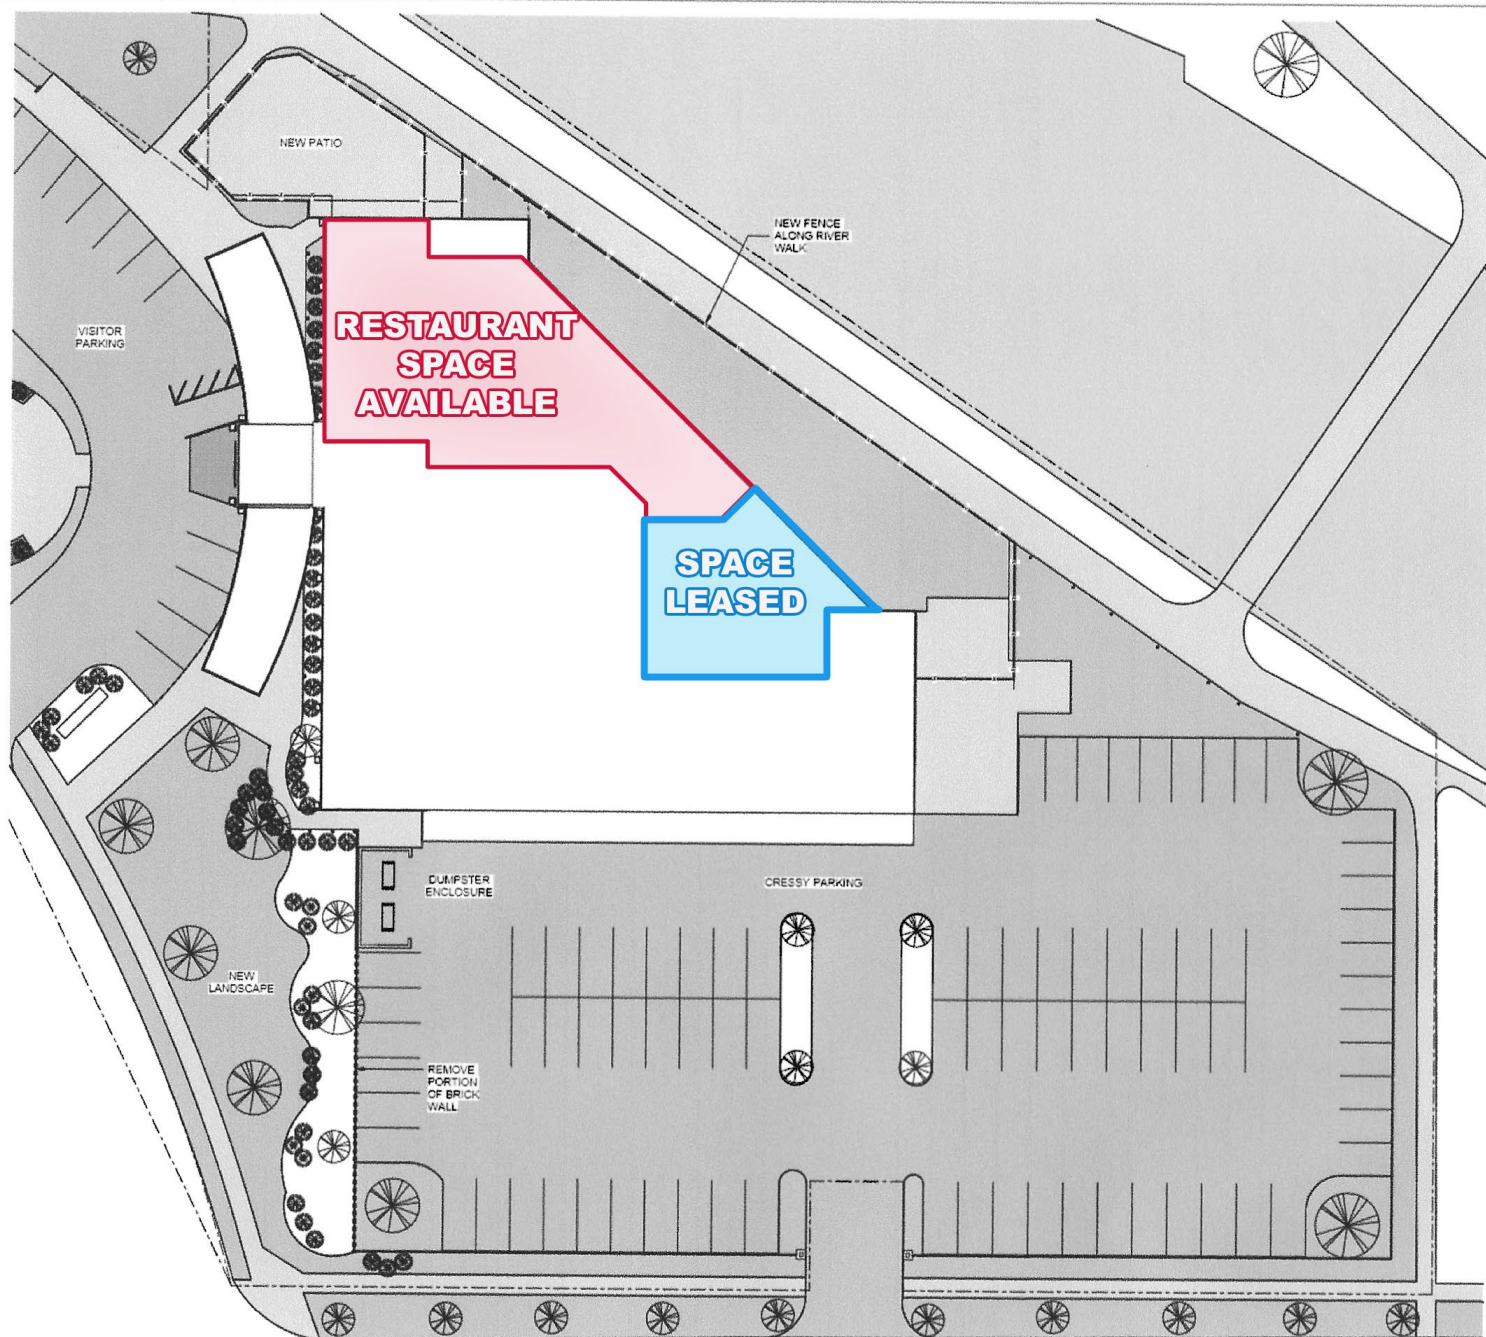 NEW PATIO
NEW FENCE
ALONG RIVER
WALK
VISITOR
PARKING
RESTAURANT
SPACE
AVAILABLE
SPACE
LEASED
DUMPSTER
ENCLOSURE
CRESSY PARKING
NEW
LANDSCAPE
REMOVE
PORTION
OF BRICK
WALL